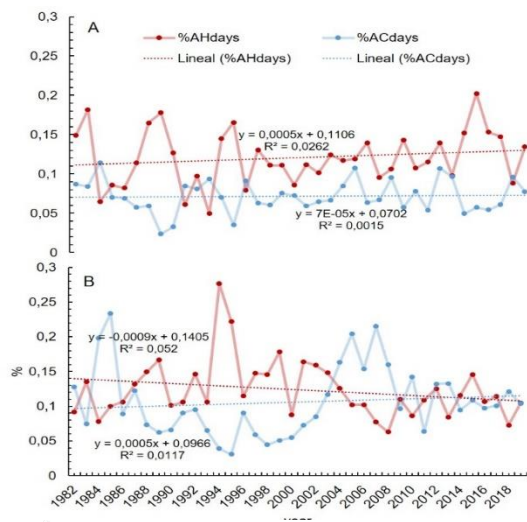 0,3
A
%AHdays
%ACdays
0,25
Lineal (%AHdays)
Lineal (%ACdays)
0,2
0,15
y = 0,0005x + 0,1106
R² = 0,0262
0,1
0,05
y = 7E-05x + 0,0702
R² = 0,0015
0
0,3
B
0,25
0,2
y = -0,0009x + 0,1405
R² = 0,052
%
0,15
0,1
0,05
y = 0,0005x + 0,0966
R² = 0,0117
0
1982 1984 1986 1988 1990 1992 1994 1996 1998 2000 2002 2004 2006 2008 2010 2012 2014 2016 2018